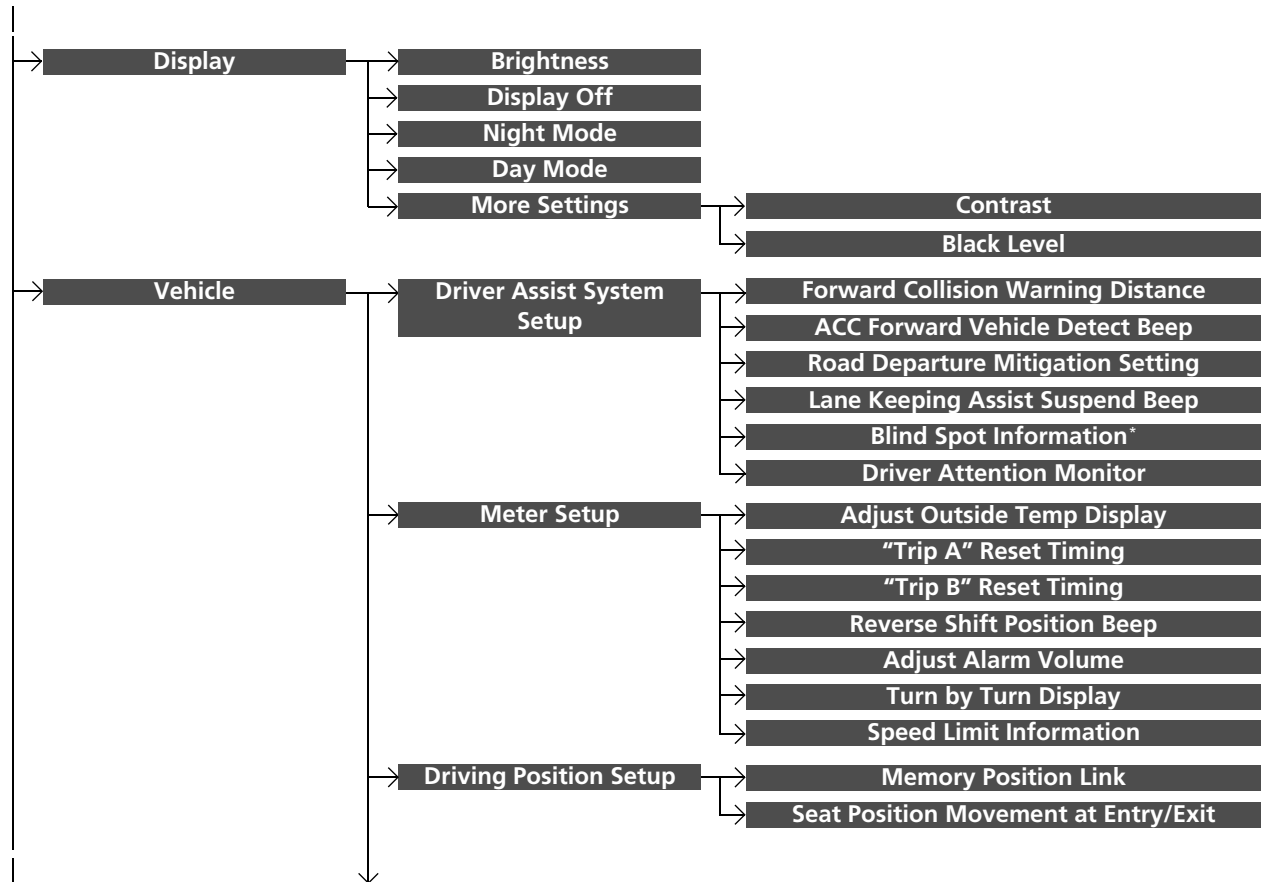 Display
Brightness
Display Off
Night Mode
Day Mode
More Settings
Contrast
Black Level
Vehicle
Driver Assist System
Setup
Forward Collision Warning Distance
ACC Forward Vehicle Detect Beep
Road Departure Mitigation Setting
Lane Keeping Assist Suspend Beep
Blind Spot Information*
Driver Attention Monitor
Meter Setup
Adjust Outside Temp Display
“Trip A” Reset Timing
“Trip B” Reset Timing
Reverse Shift Position Beep
Adjust Alarm Volume
Turn by Turn Display
Speed Limit Information
Driving Position Setup
Memory Position Link
Seat Position Movement at Entry/Exit